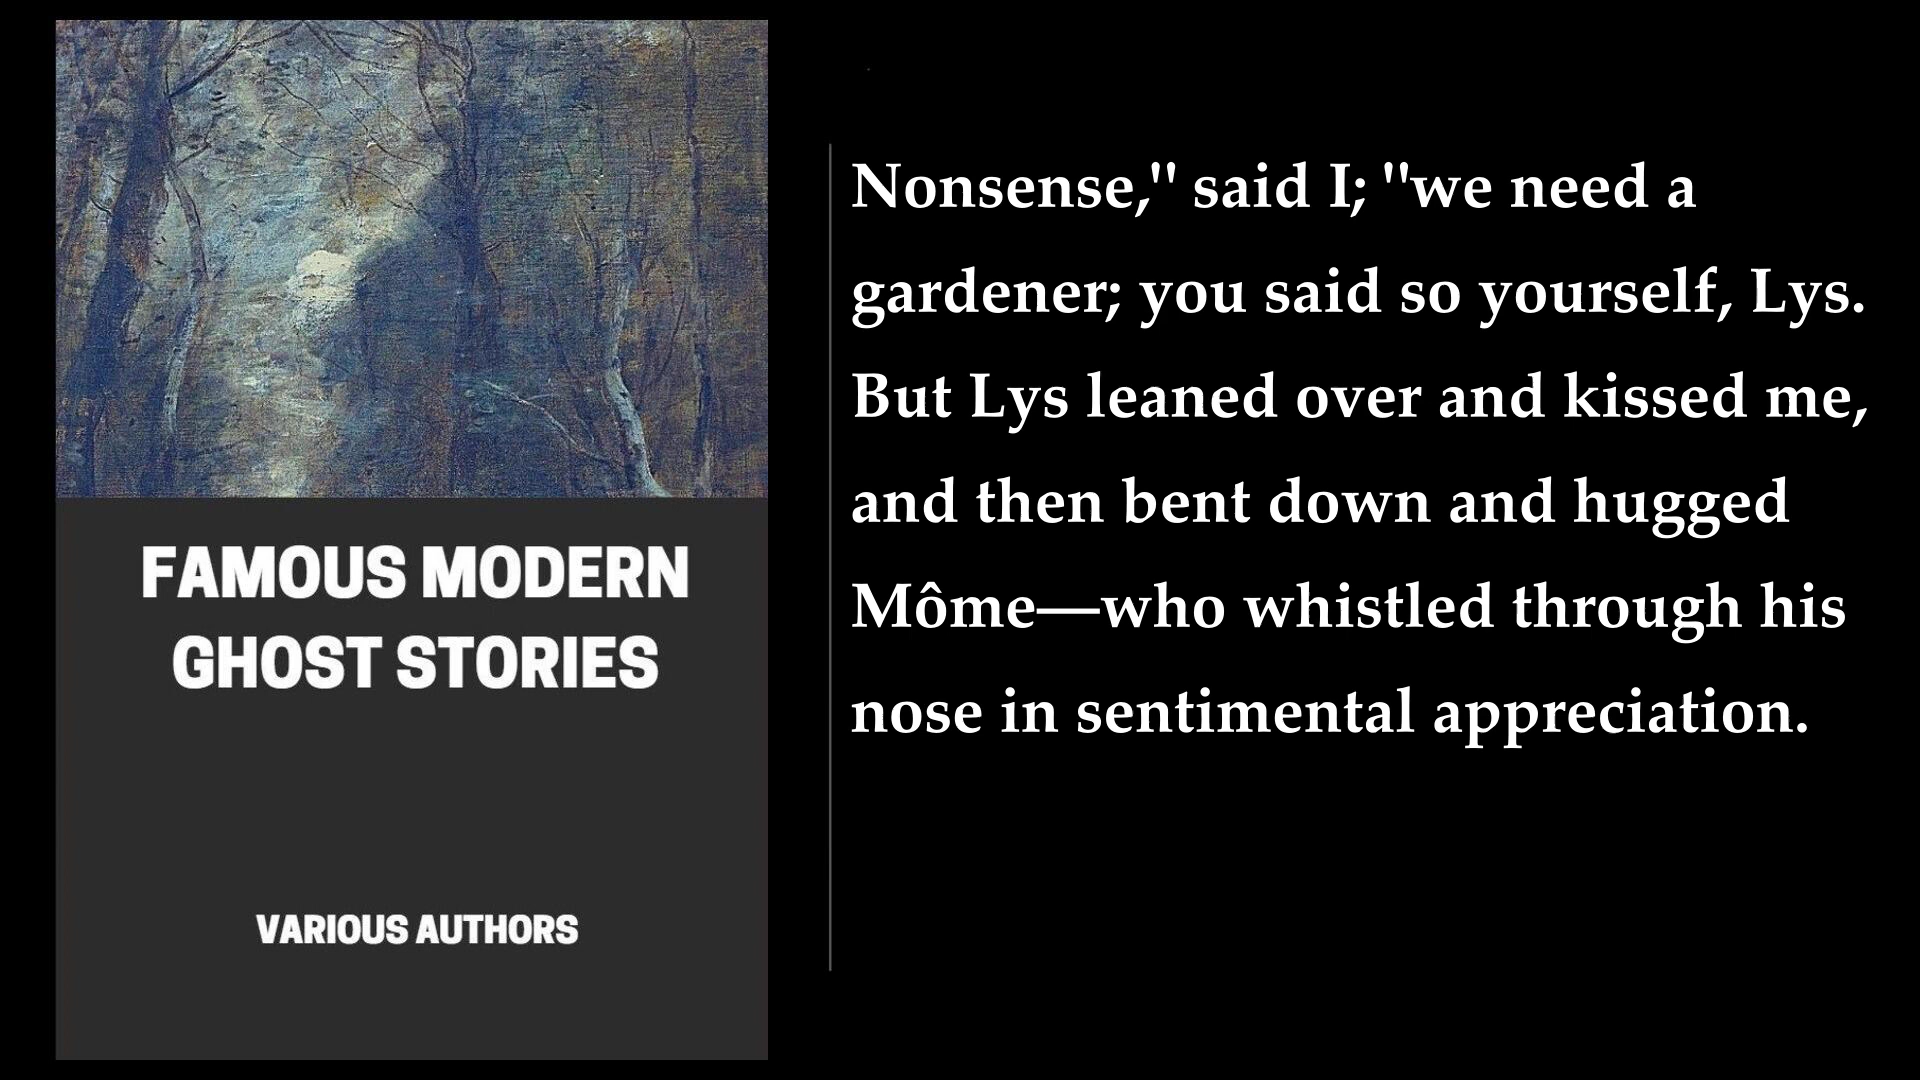 FAMOUS MODERN
GHOST STORIES
VARIOUS AUTHORS
Nonsense," said I; "we need a
gardener; you said so yourself, Lys.
But Lys leaned over and kissed me,
and then bent down and hugged
Môme—who whistled through his
nose in sentimental appreciation.